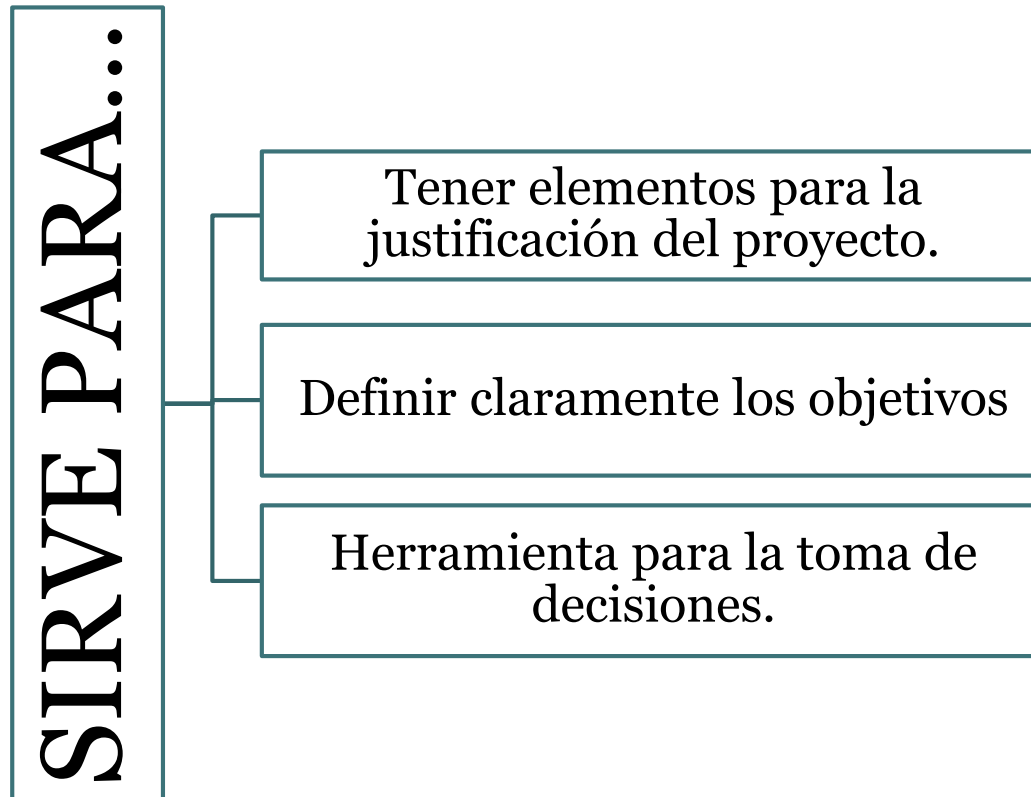 SIRVE PARA...
Tener elementos para la
justificación del proyecto.
Definir claramente los objetivos
Herramienta para la toma de
decisiones.